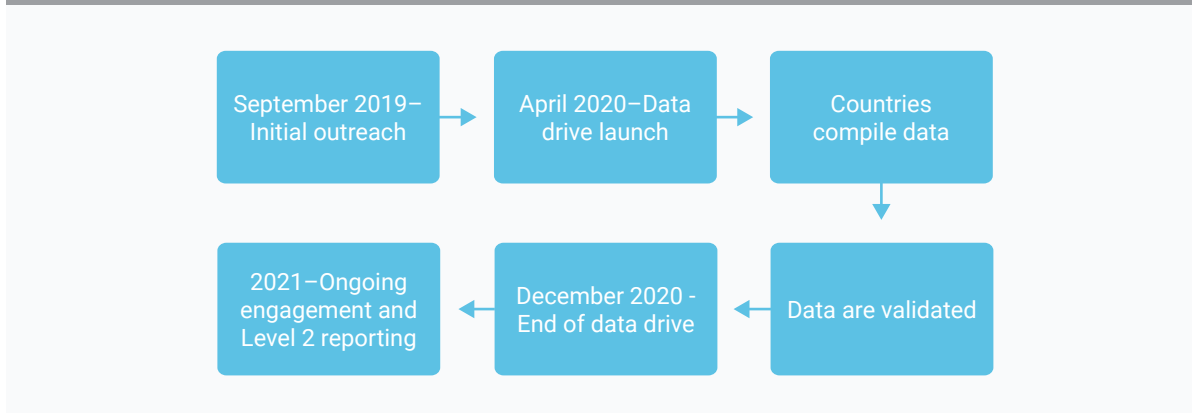 September 2019–
Initial outreach
April 2020–Data
drive launch
Countries
compile data
Data are validated
December 2020 -
End of data drive
2021–Ongoing
engagement and
Level 2 reporting